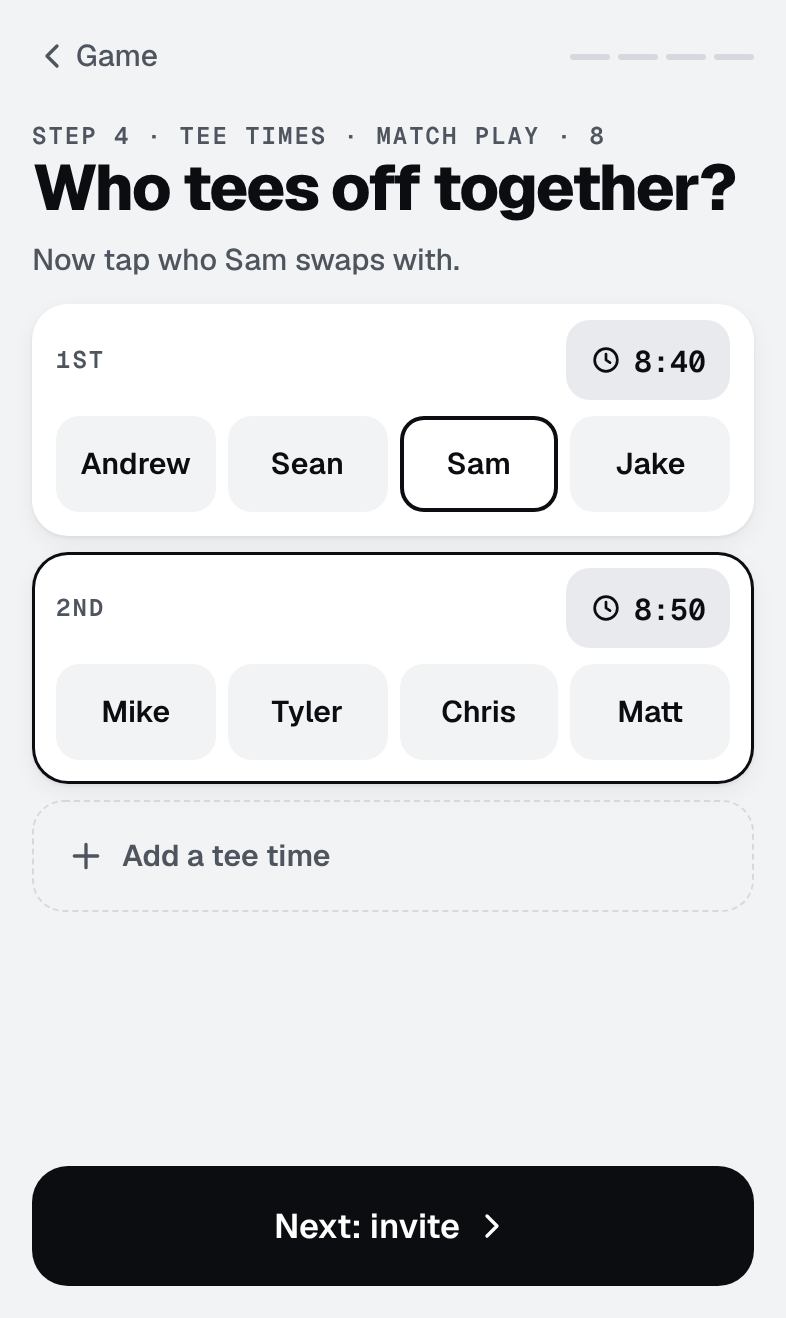 Game
STEP 4 · TEE TIMES · MATCH PLAY · 8
Who tees off together?
Now tap who Sam swaps with.
1ST
8:40
Andrew Sean Sam Jake
2ND
8:50
Mike Tyler Chris Matt
Add a tee time
Next: invite